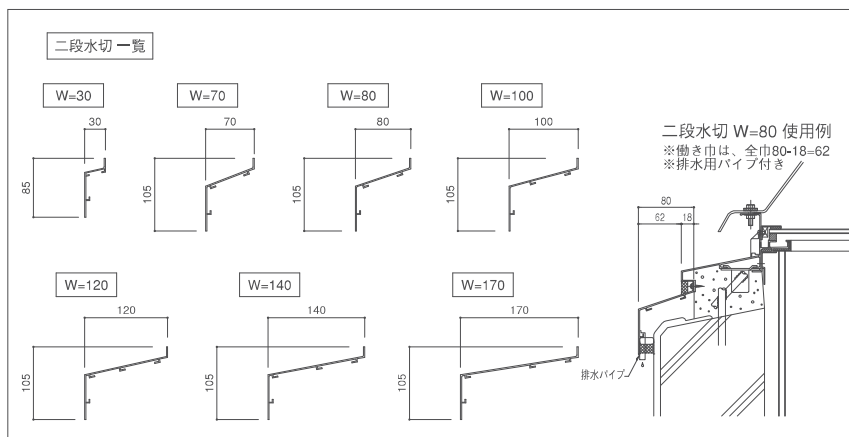 二段水切 一覧
W=30
W=70
W=80
W=100
30
70
80
100
85
105
105
105
二段水切 W=80 使用例
※働き巾は、全巾80-18=62
※排水用パイプ付き
80
62
18
排水パイプ
W=120
W=140
W=170
120
140
170
105
105
105